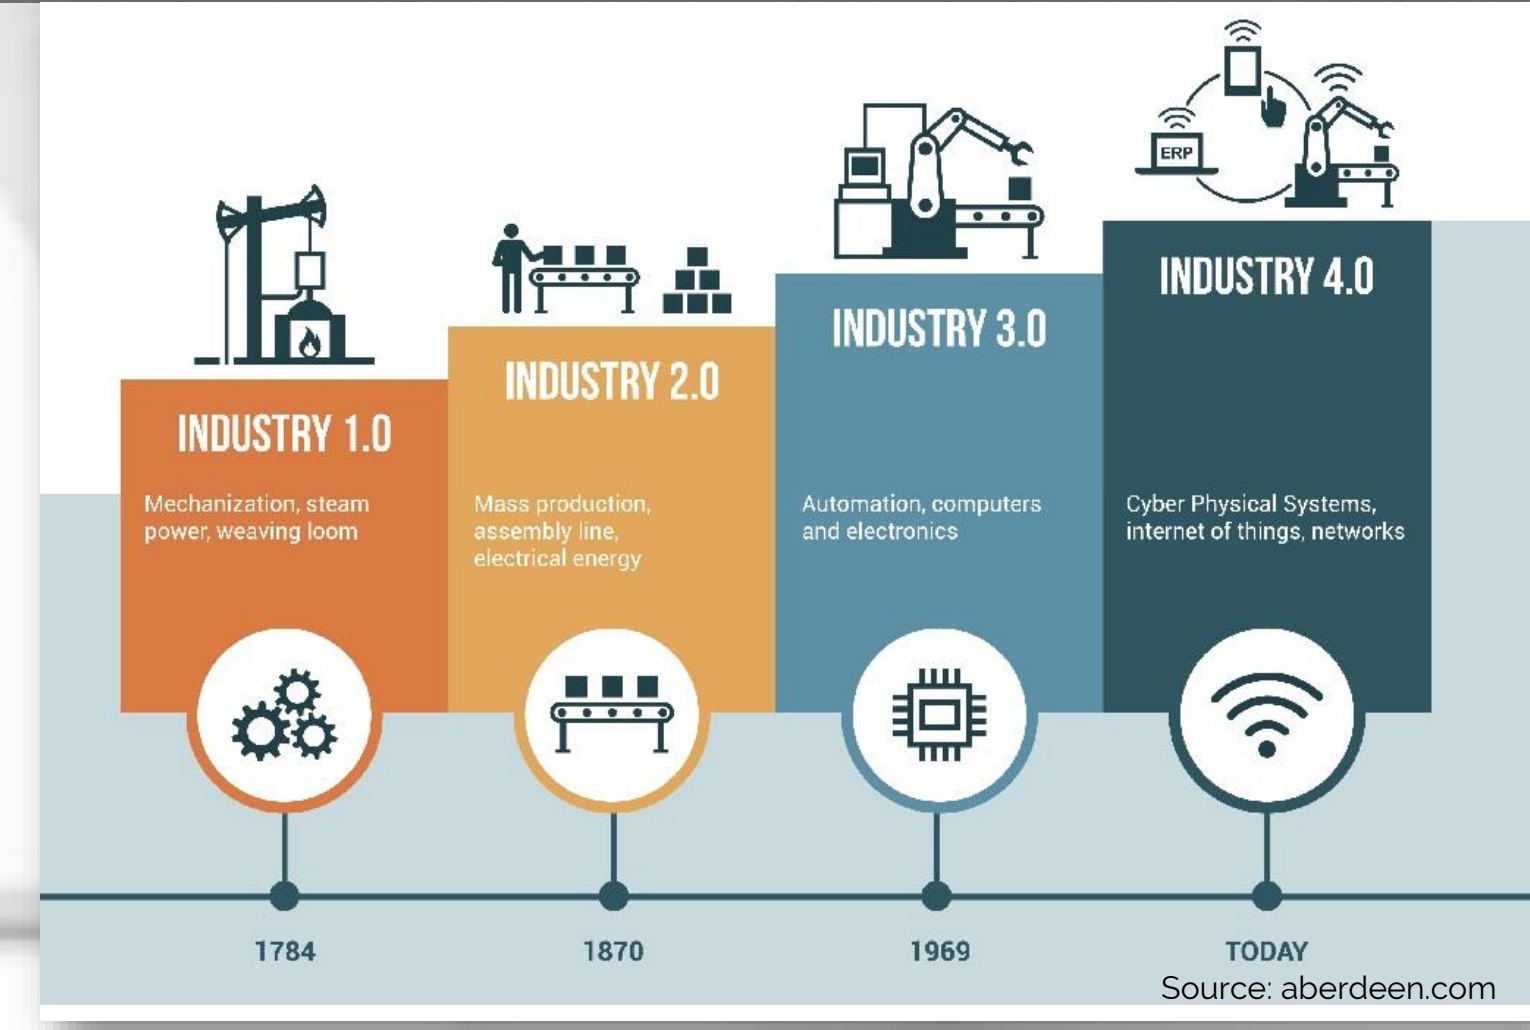 ERP
INDUSTRY 1.0
Mechanization, steam
power, weaving loom
1784
INDUSTRY 2.0
Mass production,
assembly line,
electrical energy
1870
INDUSTRY 3.0
Automation, computers
and electronics
1969
INDUSTRY 4.0
Cyber Physical Systems,
internet of things, networks
TODAY
Source: aberdeen.com